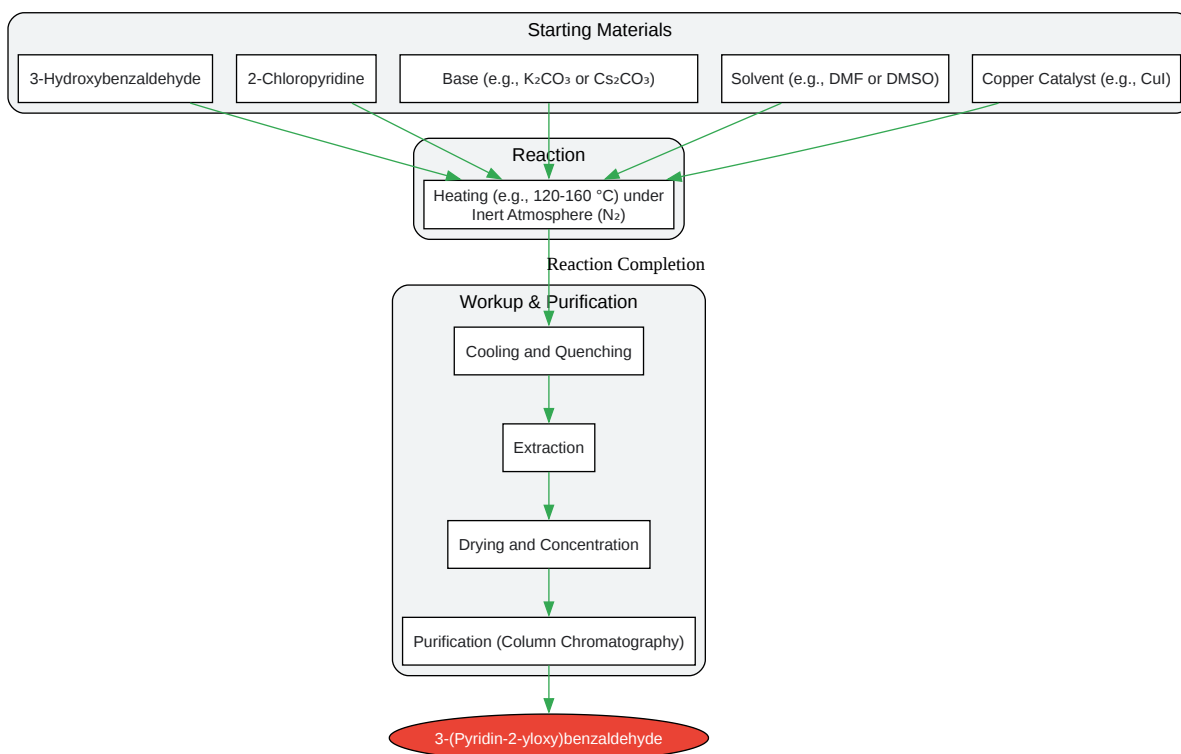 Starting Materials
3-Hydroxybenzaldehyde
2-Chloropyridine
Base (e.g., K₂CO₃ or Cs₂CO₃)
Solvent (e.g., DMF or DMSO)
Copper Catalyst (e.g., CuI)
Reaction
Heating (e.g., 120-160 °C) under
Inert Atmosphere (N₂)
Reaction Completion
Workup & Purification
Cooling and Quenching
Extraction
Drying and Concentration
Purification (Column Chromatography)
3-(Pyridin-2-yloxy)benzaldehyde